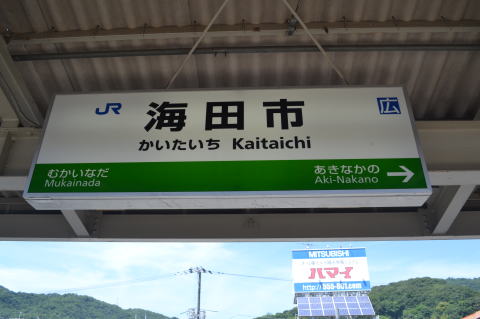 JR
海田市
広
かいたいち Kaitaichi
むかいなだ
Mukainada
あきなかの
Aki-Nakano
MITSUBISHI
ハマイ